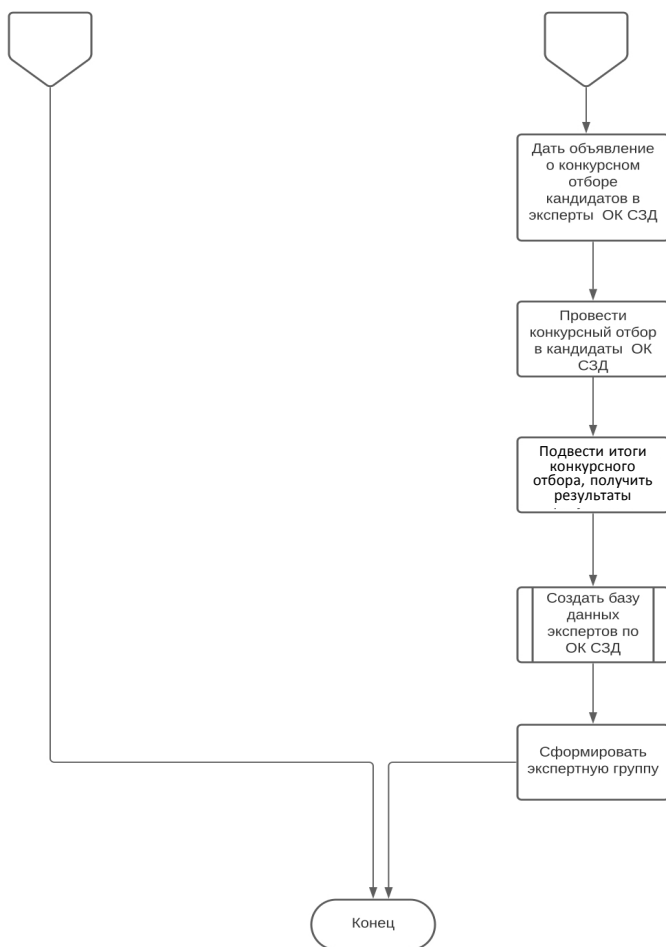 Дать объявление
о конкурсном
отборе
кандидатов в
эксперты ОК СЗД
Провести
конкурсный отбор
в кандидаты ОК
СЗД
Подвести итоги
конкурсного
отбора, получить
результаты
Создать базу
данных
экспертов по
ОК СЗД
Сформировать
экспертную группу
Конец